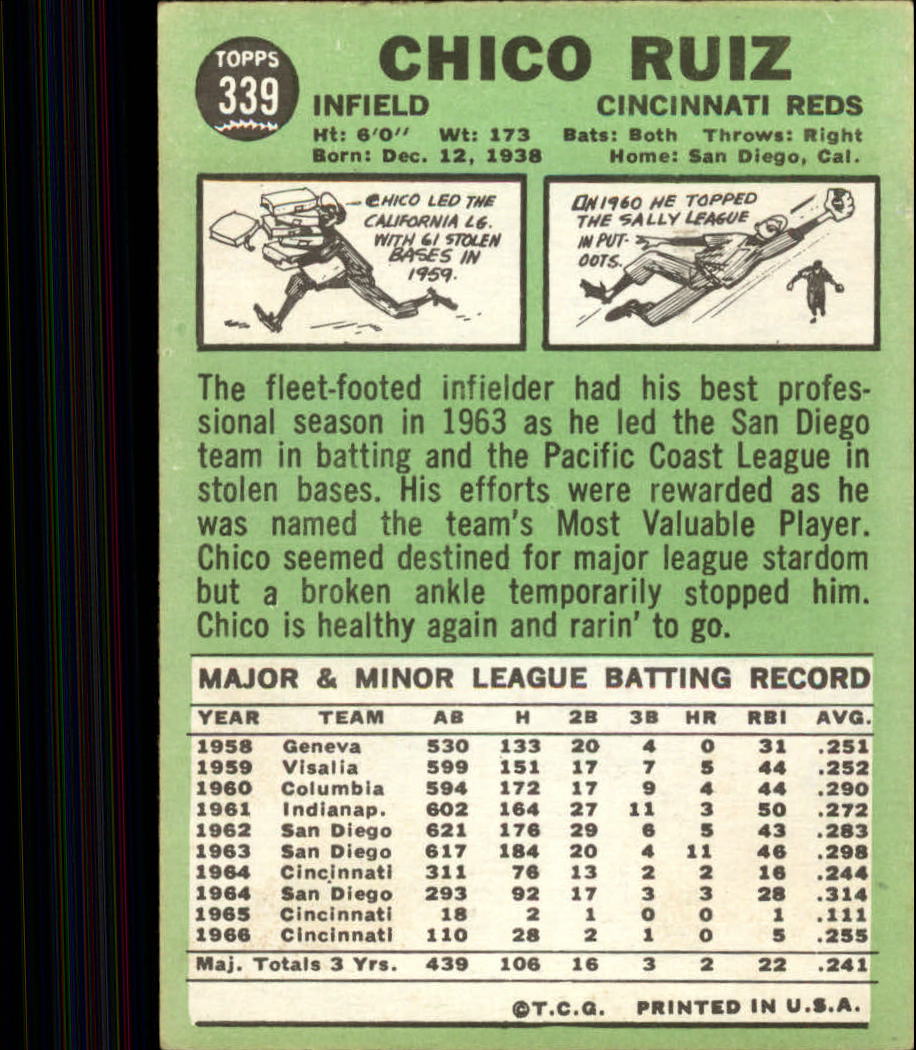 TOPPS
339
CHICO RUIZ
INFIELD CINCINNATI REDS
Ht: 6'0" Wt: 173 Bats: Both Throws: Right
Born: Dec. 12, 1938 Home: San Diego, Cal.
CHICO LED THE
CALIFORNIA LG.
WITH 61 STOLEN
BASES IN
1959.
IN 1960 HE TOPPED
THE SALLY LEAGUE
IN PUT-
OUTS.
The fleet-footed infielder had his best profes-
sional season in 1963 as he led the San Diego
team in batting and the Pacific Coast League in
stolen bases. His efforts were rewarded as he
was named the team's Most Valuable Player.
Chico seemed destined for major league stardom
but a broken ankle temporarily stopped him.
Chico is healthy again and rarin' to go.
MAJOR & MINOR LEAGUE BATTING RECORD
YEAR TEAM AB H 2B 3B HR RBI AVG.
1958 Geneva 530 133 20 4 0 31 .251
1959 Visalia 599 151 17 7 5 44 .252
1960 Columbia 594 172 17 9 4 44 .290
1961 Indianap. 602 164 27 11 3 50 .272
1962 San Diego 621 176 29 6 5 43 .283
1963 San Diego 617 184 20 4 11 46 .298
1964 Cincinnati 311 76 13 2 2 16 .244
1964 San Diego 293 92 17 3 3 28 .314
1965 Cincinnati 18 2 1 0 0 1 .111
1966 Cincinnati 110 28 2 1 0 5 .255
Maj. Totals 3 Yrs. 439 106 16 3 2 22 .241
©T.C.G. PRINTED IN U.S.A.